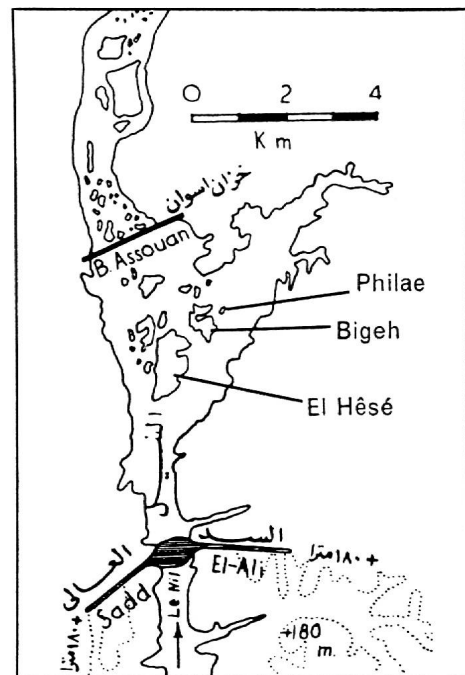 0 2 4
Km
خزان اسوان
B. Assouan
Philae
Bigeh
El Hêsé
السد
العالى
Sadd
El-Ali
+١٨٠ مترا
+١٨٠ مترا
Le Nil
+180
m.